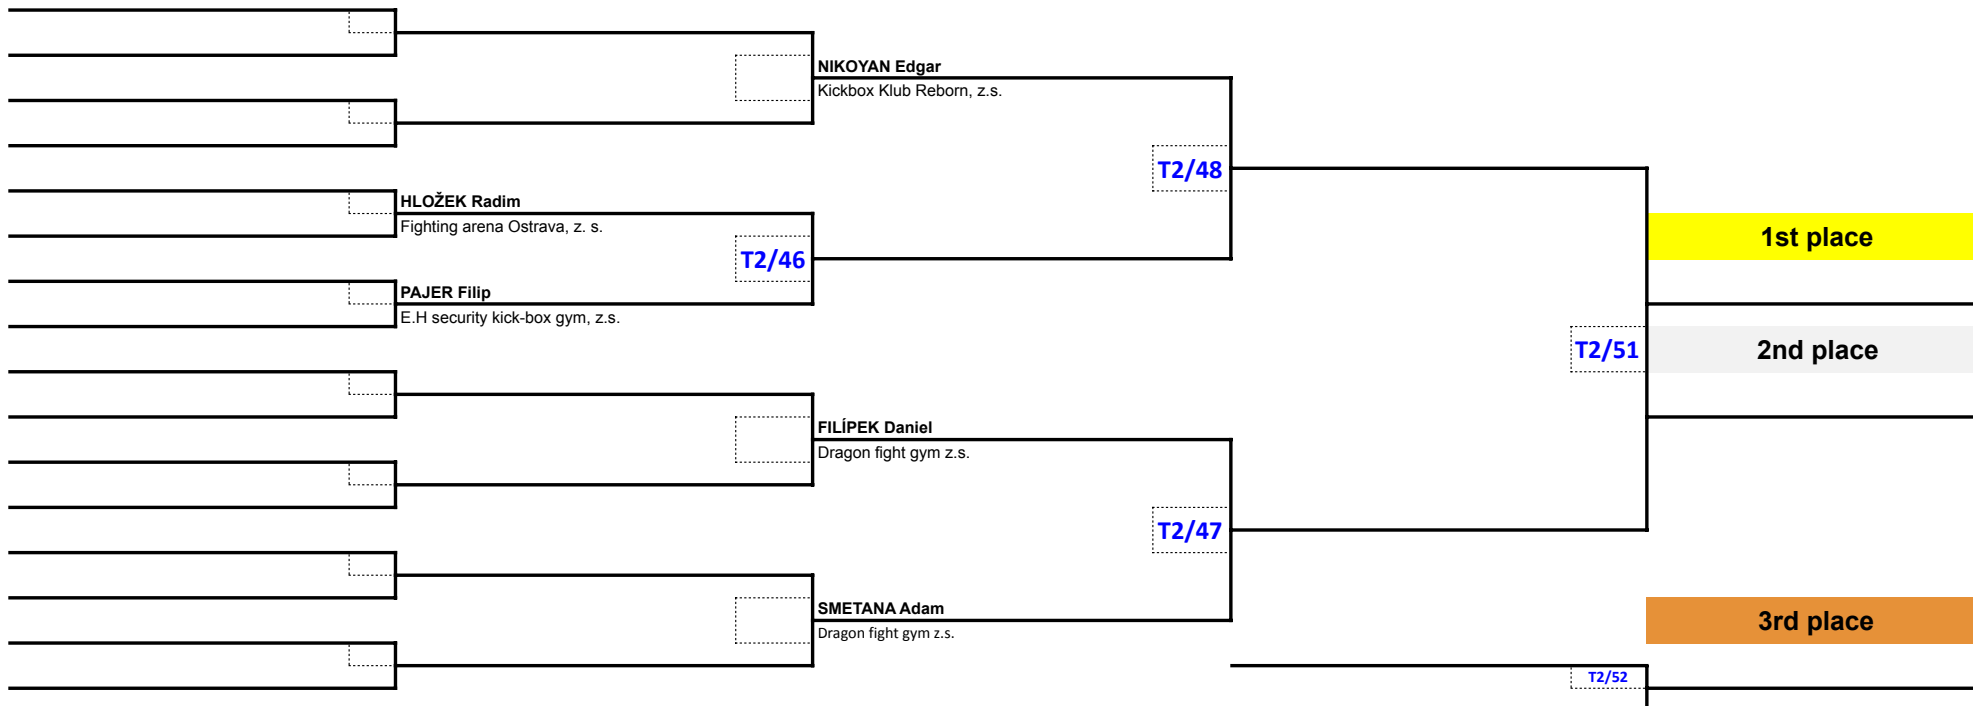 NIKOYAN Edgar
Kickbox Klub Reborn, z.s.
T2/48
HLOŽEK Radim
Fighting arena Ostrava, z. s.
1st place
T2/46
PAJER Filip
E.H security kick-box gym, z.s.
T2/51
2nd place
FILÍPEK Daniel
Dragon fight gym z.s.
T2/47
SMETANA Adam
Dragon fight gym z.s.
3rd place
T2/52